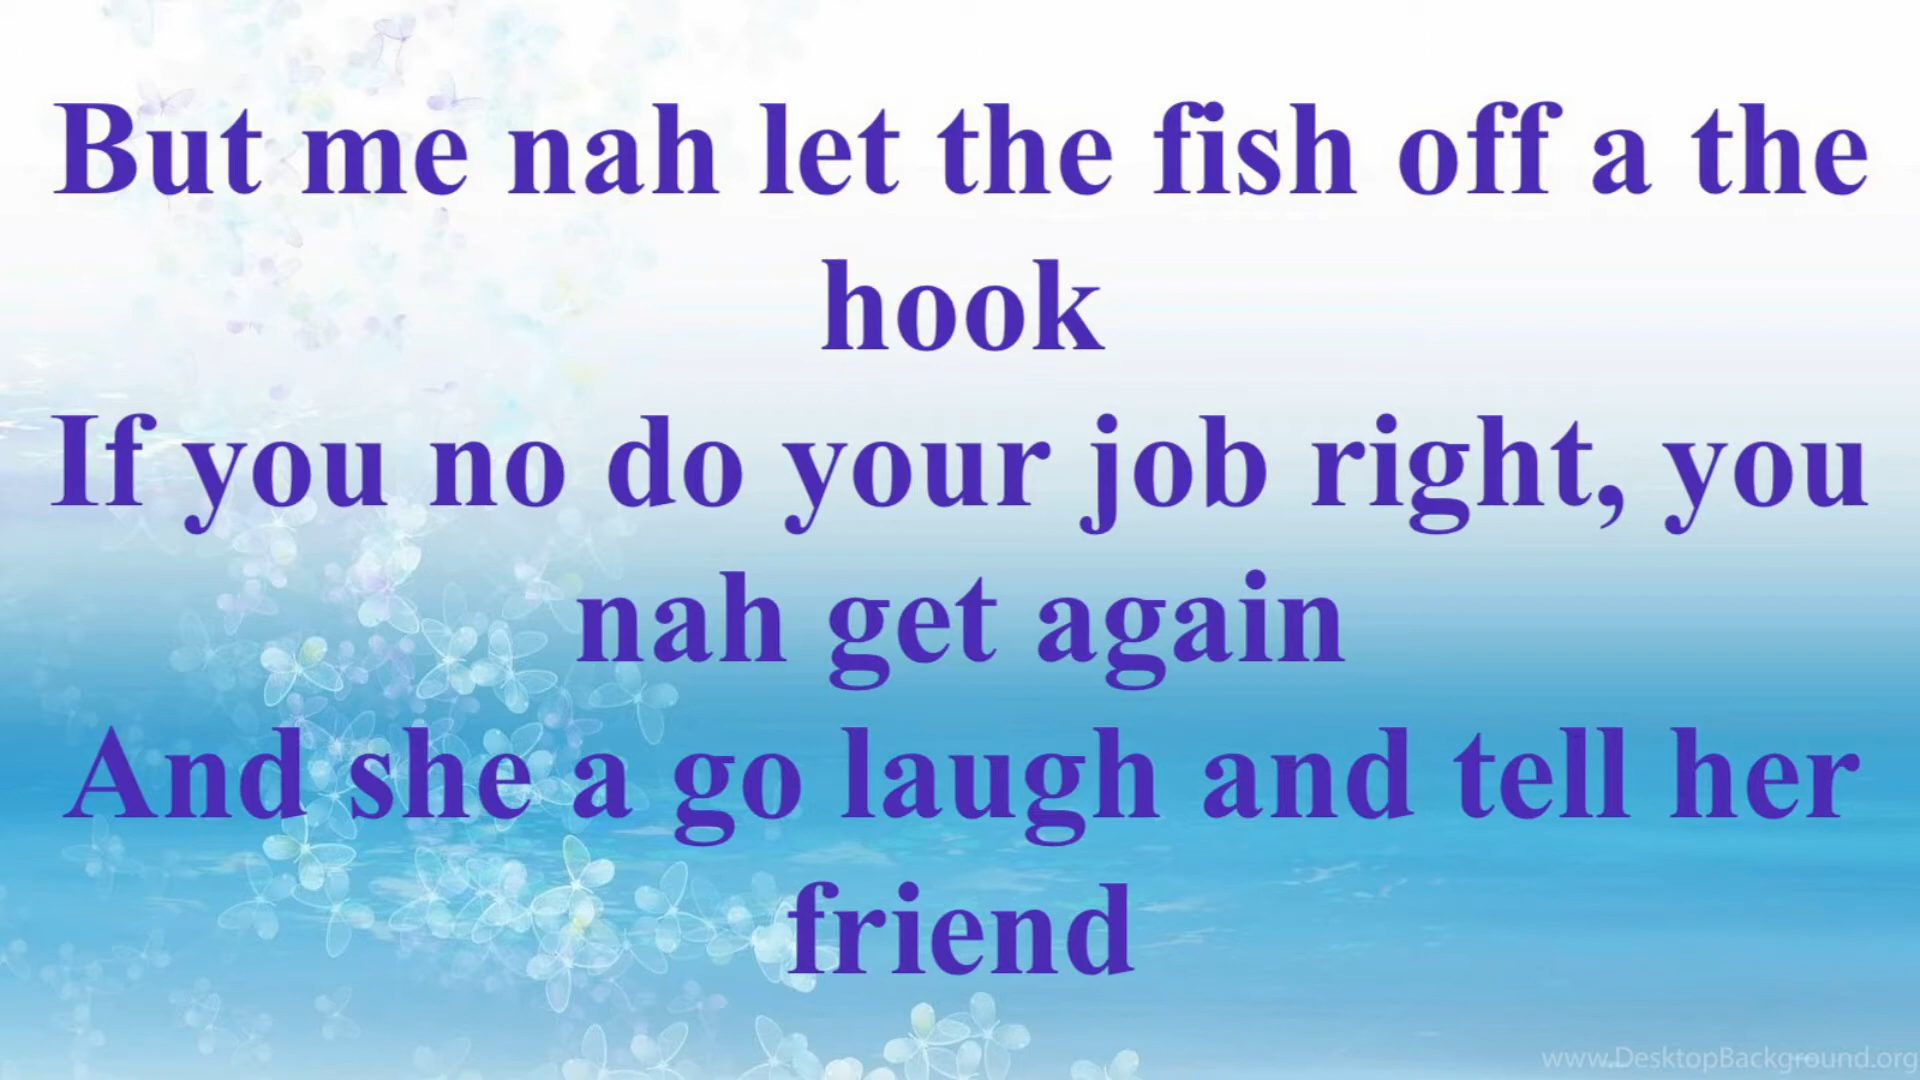 But me nah let the fish off a the
hook
If you no do your job right, you
nah get again
And she a go laugh and tell her
friend
www.DesktopBackground.org